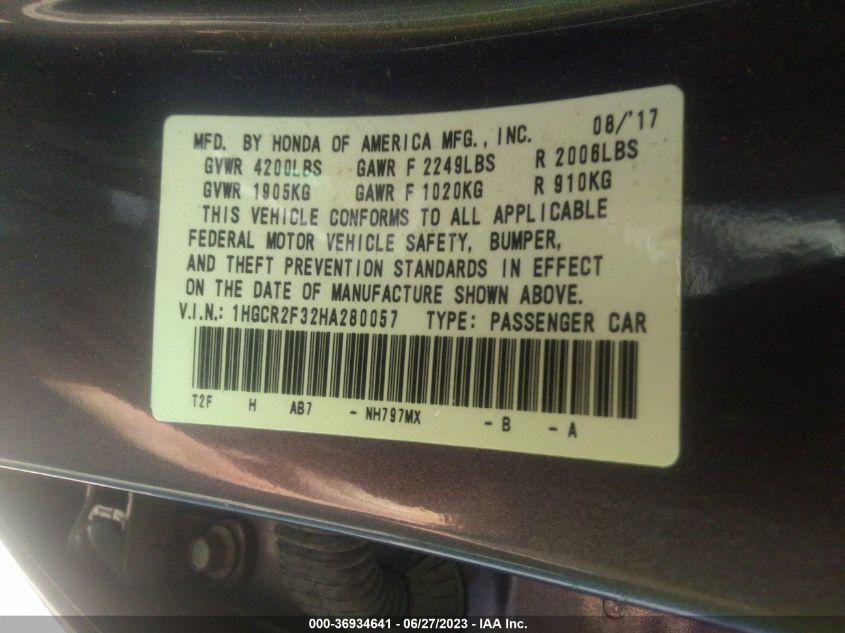 MFD. BY HONDA OF AMERICA MFG., INC. 08/'17
GVWR 4200LBS GAWR F 2249LBS R 2006LBS
GVWR 1905KG GAWR F 1020KG R 910KG
THIS VEHICLE CONFORMS TO ALL APPLICABLE
FEDERAL MOTOR VEHICLE SAFETY, BUMPER,
AND THEFT PREVENTION STANDARDS IN EFFECT
ON THE DATE OF MANUFACTURE SHOWN ABOVE.
V.I.N.: 1HGCR2F32HA280057 TYPE: PASSENGER CAR
T2F H AB7 - NH797MX - B - A
000-36934641 - 06/27/2023 - IAA Inc.